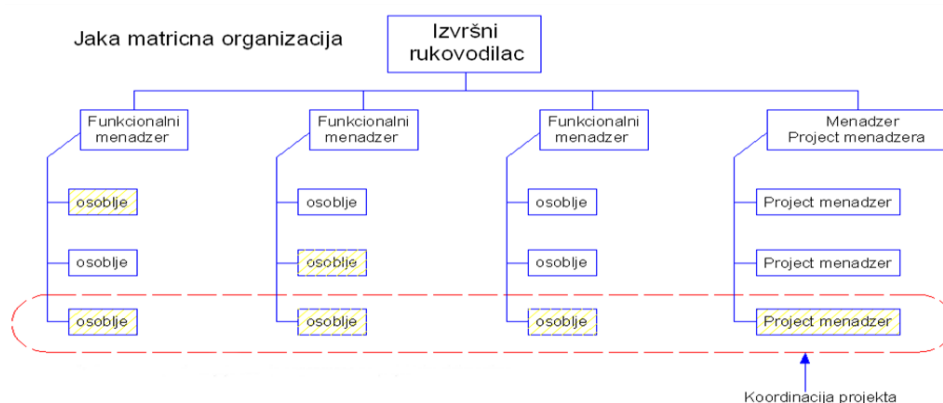 Jaka matricna organizacija
Izvršni
rukovodilac
Funkcionalni
menadzer
Funkcionalni
menadzer
Funkcionalni
menadzer
Menadzer
Project menadzera
osoblje
osoblje
osoblje
Project menadzer
osoblje
osoblje
osoblje
Project menadzer
osoblje
osoblje
osoblje
Project menadzer
Koordinacija projekta